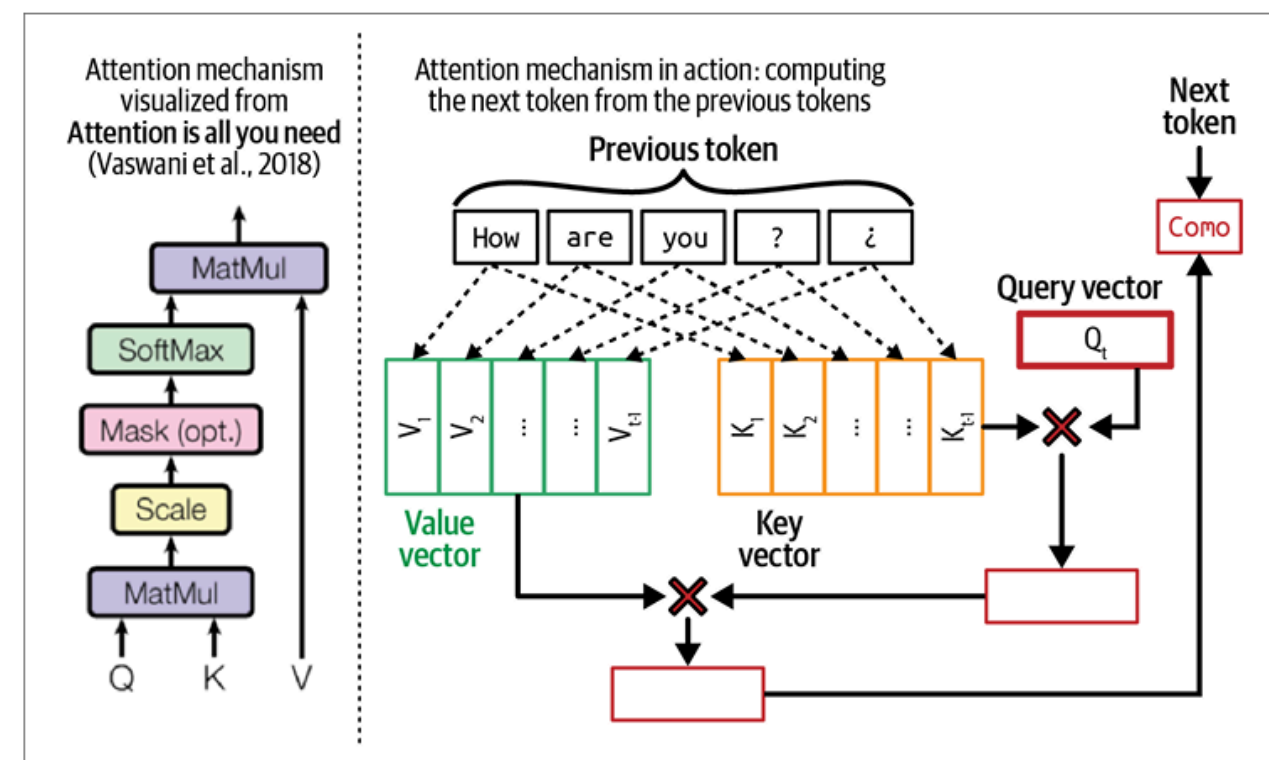 Attention mechanism
visualized from
Attention is all you need
(Vaswani et al., 2018)
MatMul
SoftMax
Mask (opt.)
Scale
MatMul
Q K V
Attention mechanism in action: computing
the next token from the previous tokens
Previous token
How are you ? ¿
Next
token
Como
Query vector
Qt
V1 V2 ... ... Vt-1
K1 K2 ... ... Kt-1
Value
vector
Key
vector